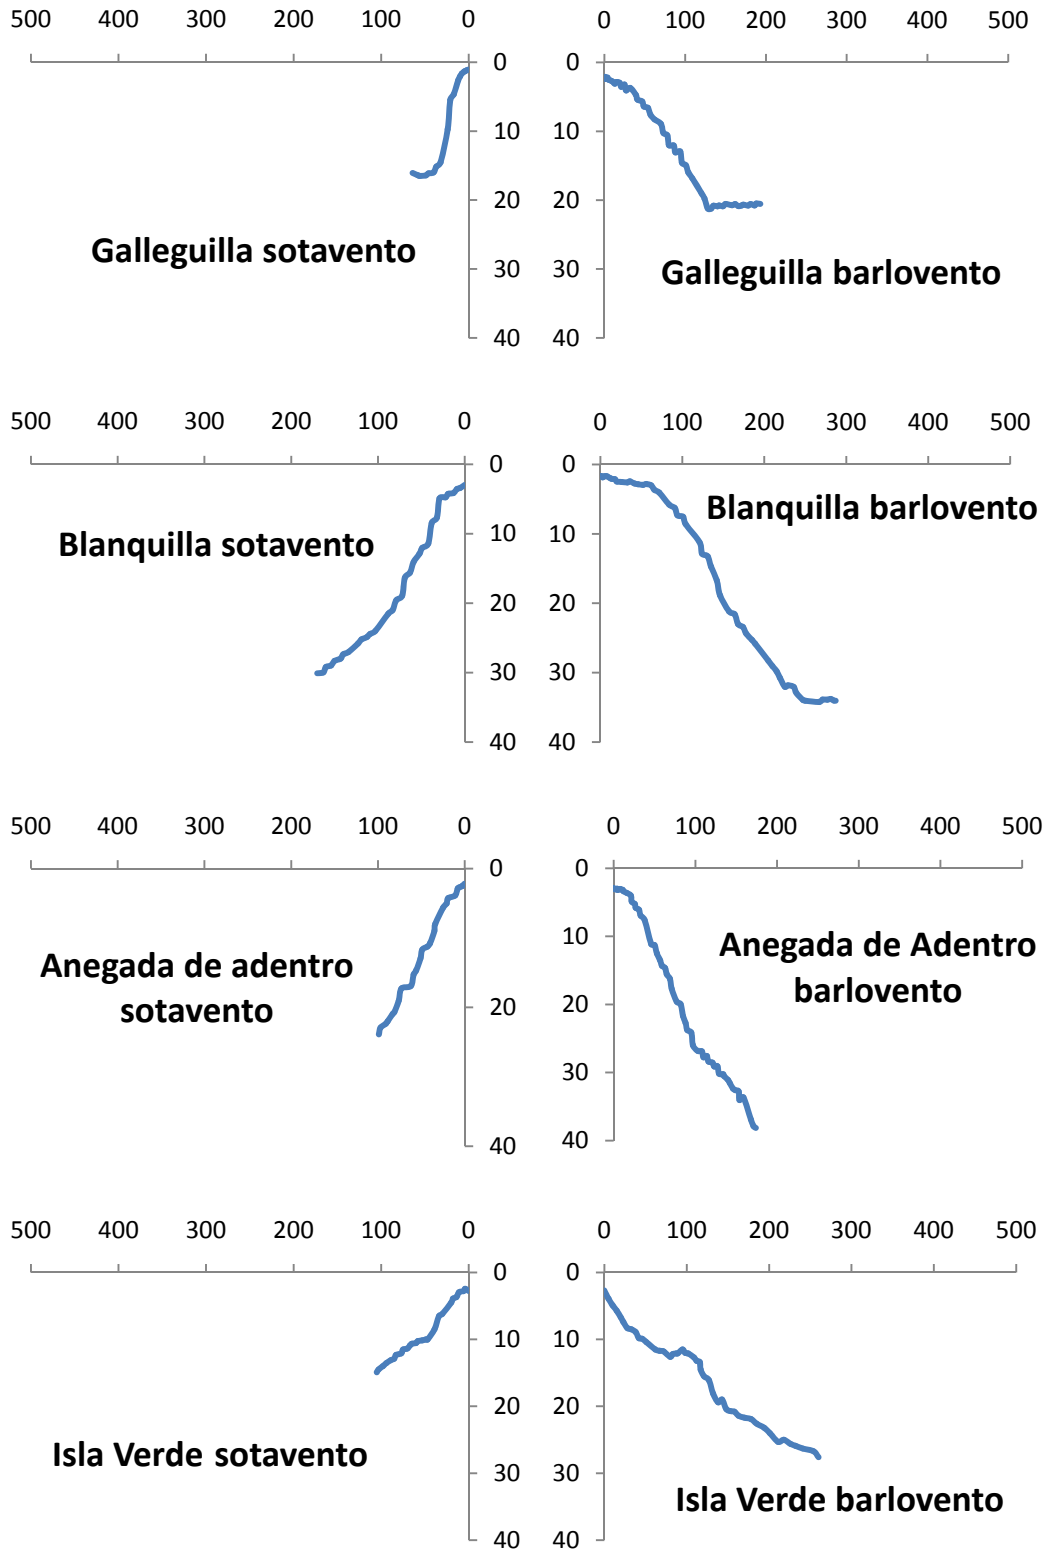 500 400 300 200 100 0
0
10
20
30
40
Galleguilla sotavento
0 100 200 300 400 500
0
10
20
30
40
Galleguilla barlovento
500 400 300 200 100 0
0
10
20
30
40
Blanquilla sotavento
0 100 200 300 400 500
0
10
20
30
40
Blanquilla barlovento
500 400 300 200 100 0
0
20
40
Anegada de adentro
sotavento
0 100 200 300 400 500
0
10
20
30
40
Anegada de Adentro
barlovento
500 400 300 200 100 0
0
10
20
30
40
Isla Verde sotavento
0 100 200 300 400 500
0
10
20
30
40
Isla Verde barlovento